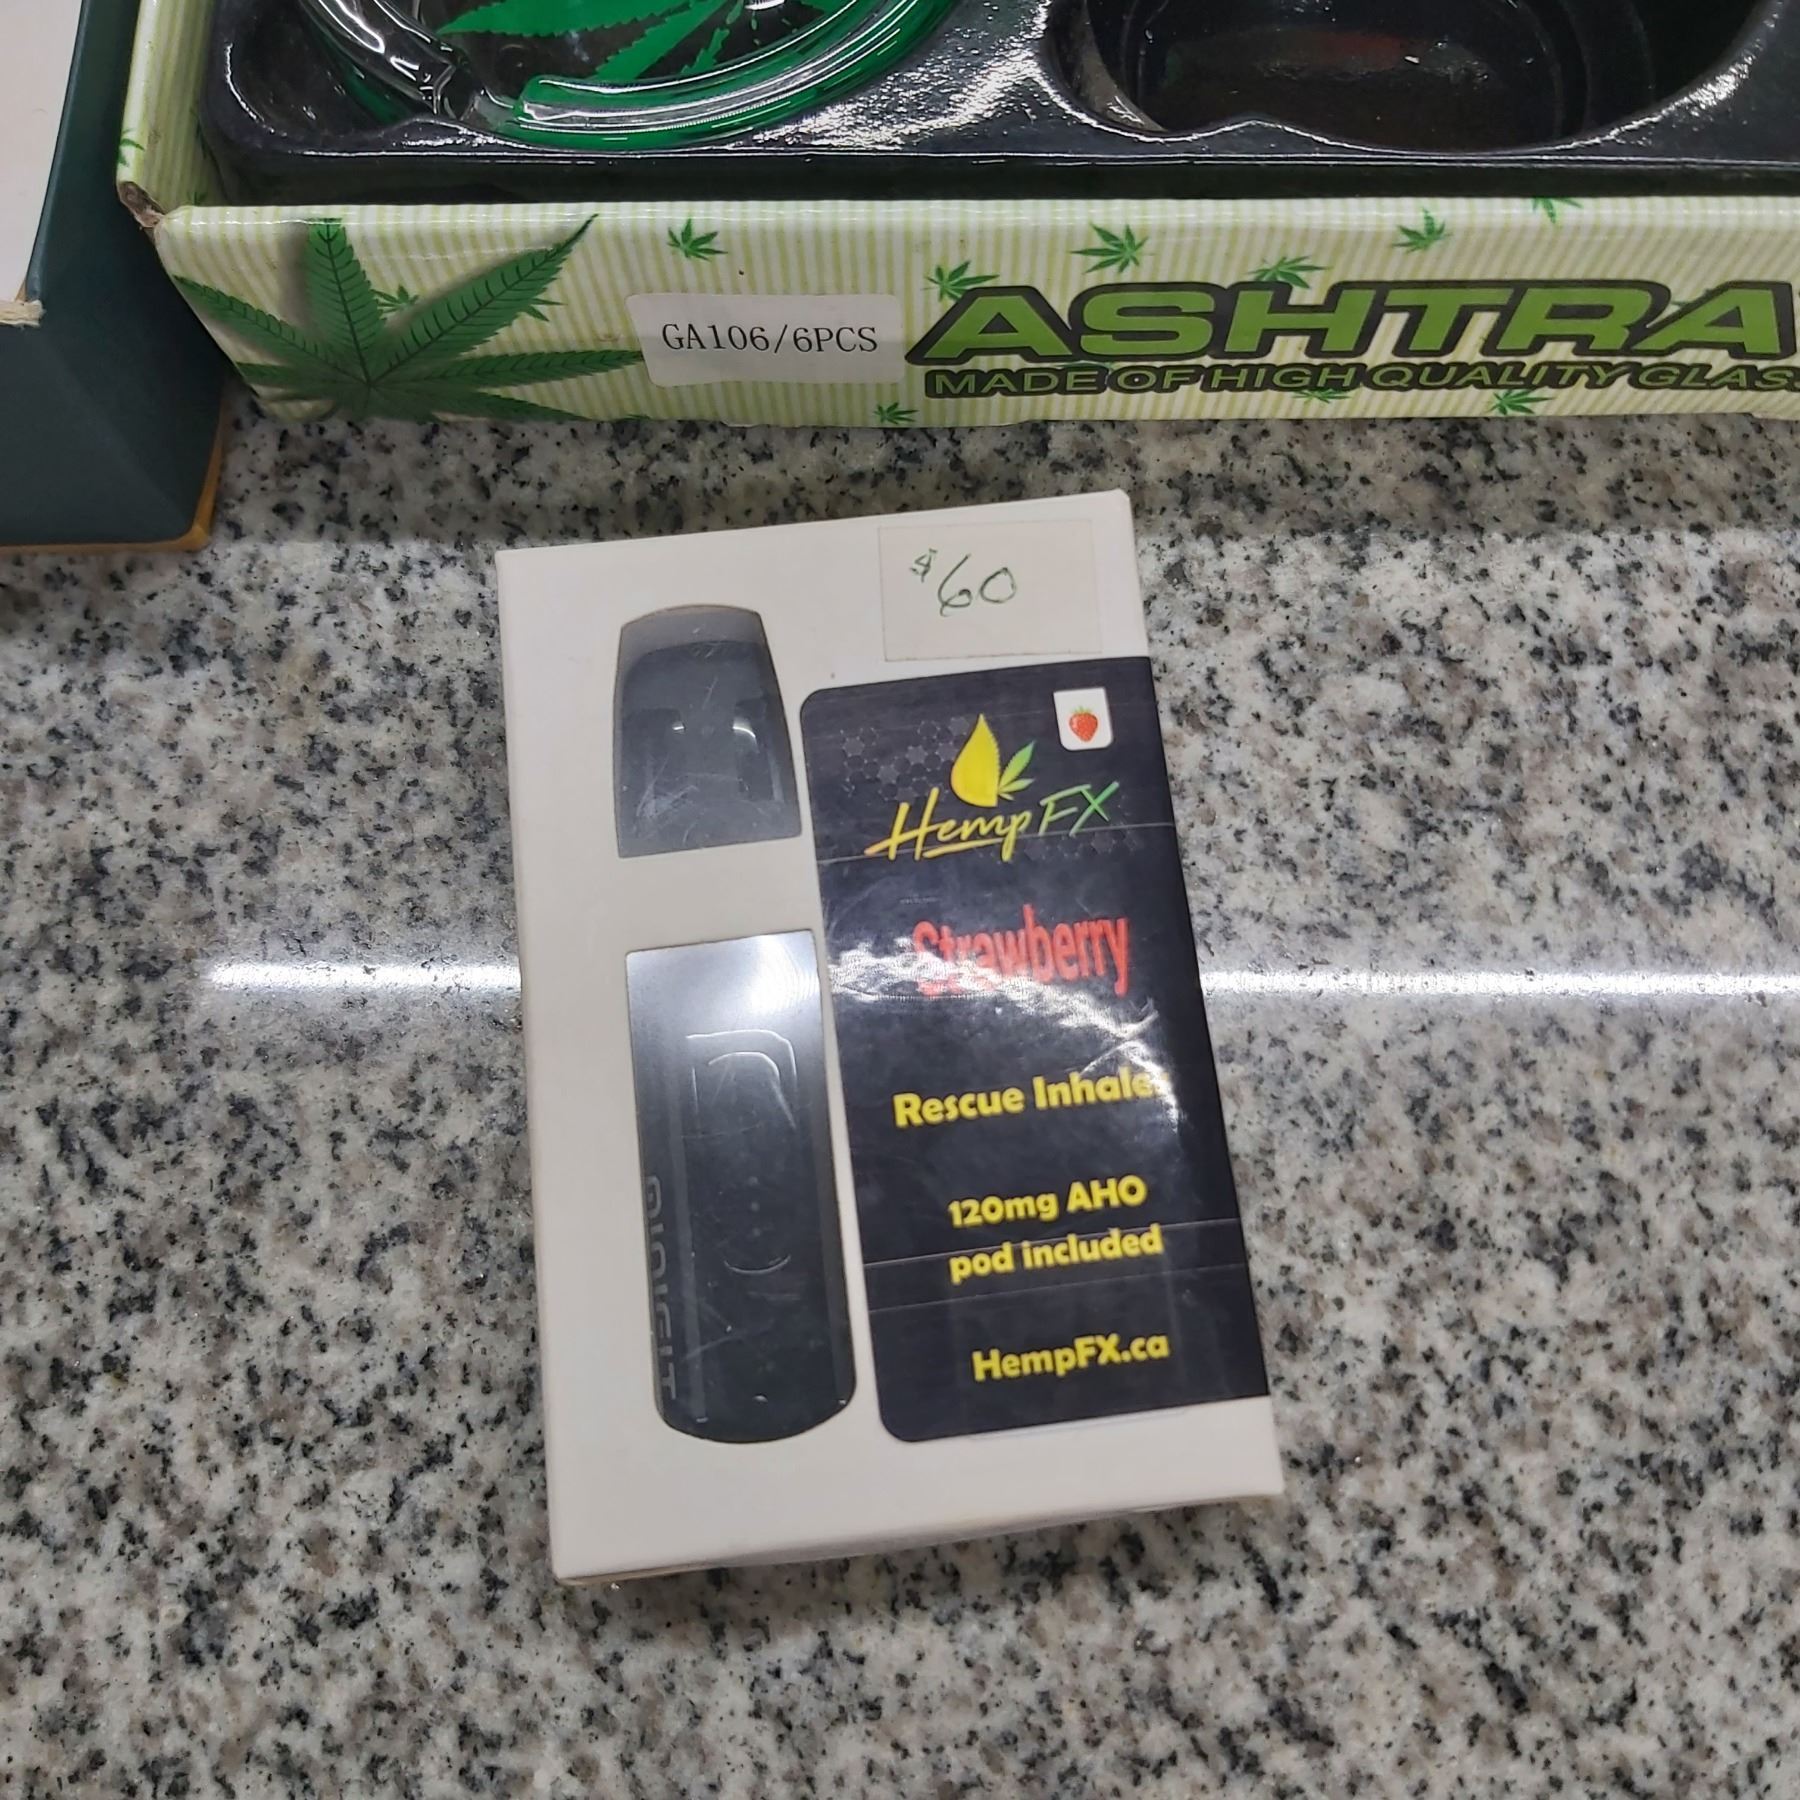 GA106/6PCS
ASHTRA
MADE OF HIGH QUALITY GLAS
$60
HempFX
Strawberry
Rescue Inhale
120mg AHO
pod included
HempFX.ca